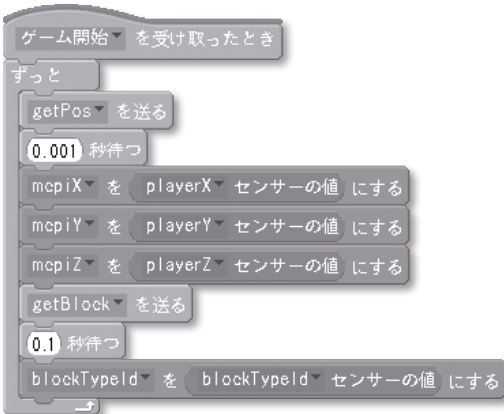 ゲーム開始 を受け取ったとき
ずっと
getPos を送る
0.001 秒待つ
mcpiX を playerX センサーの値 にする
mcpiY を playerY センサーの値 にする
mcpiZ を playerZ センサーの値 にする
getBlock を送る
0.1 秒待つ
blockTypeId を blockTypeId センサーの値 にする